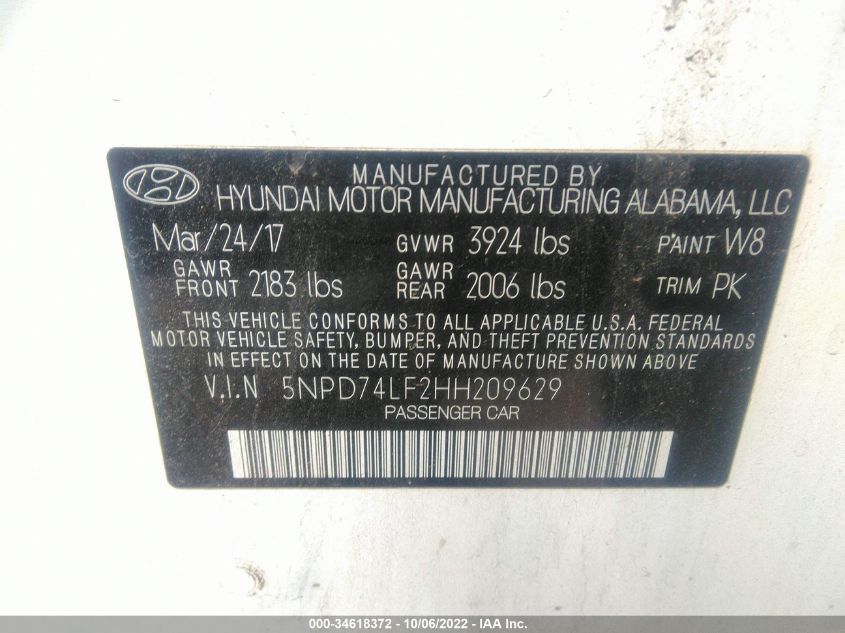 MANUFACTURED BY
HYUNDAI MOTOR MANUFACTURING ALABAMA, LLC
Mar/24/17 GVWR 3924 lbs PAINT W8
GAWR FRONT 2183 lbs GAWR REAR 2006 lbs TRIM PK
THIS VEHICLE CONFORMS TO ALL APPLICABLE U.S.A. FEDERAL
MOTOR VEHICLE SAFETY, BUMPER, AND THEFT PREVENTION STANDARDS
IN EFFECT ON THE DATE OF MANUFACTURE SHOWN ABOVE
V.I.N 5NPD74LF2HH209629
PASSENGER CAR
000-34618372 - 10/06/2022 - IAA Inc.